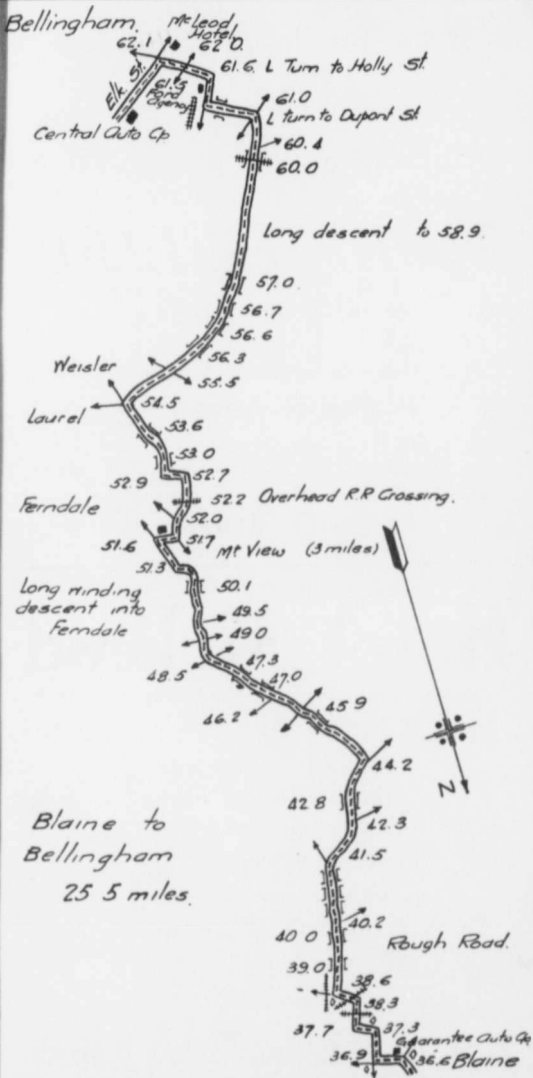 Bellingham.
McLeod
Hotel
62.1
62.0
61.6. L Turn to Holly St.
Elk St.
61.5
Ford
Agency
61.0
L turn to Dupont St.
Central Auto Cp
60.4
60.0
Long descent to 58.9.
57.0
56.7
56.6
56.3
Weisler
55.5
54.5
Laurel
53.6
53.0
52.9
52.7
52.2 Overhead R.R Crossing.
Ferndale
52.0
51.7
51.6
Mt View (3 miles)
51.3
50.1
Long winding
descent into
Ferndale
49.5
49.0
48.5
47.3
47.0
46.2
45.9
44.2
N
42.8
42.3
Blaine to
Bellingham
25 5 miles.
41.5
40.2
40 0
Rough Road.
39.0
38.6
38.3
37.7
37.3
Guarantee Auto Cp
36.9
36.6 Blaine